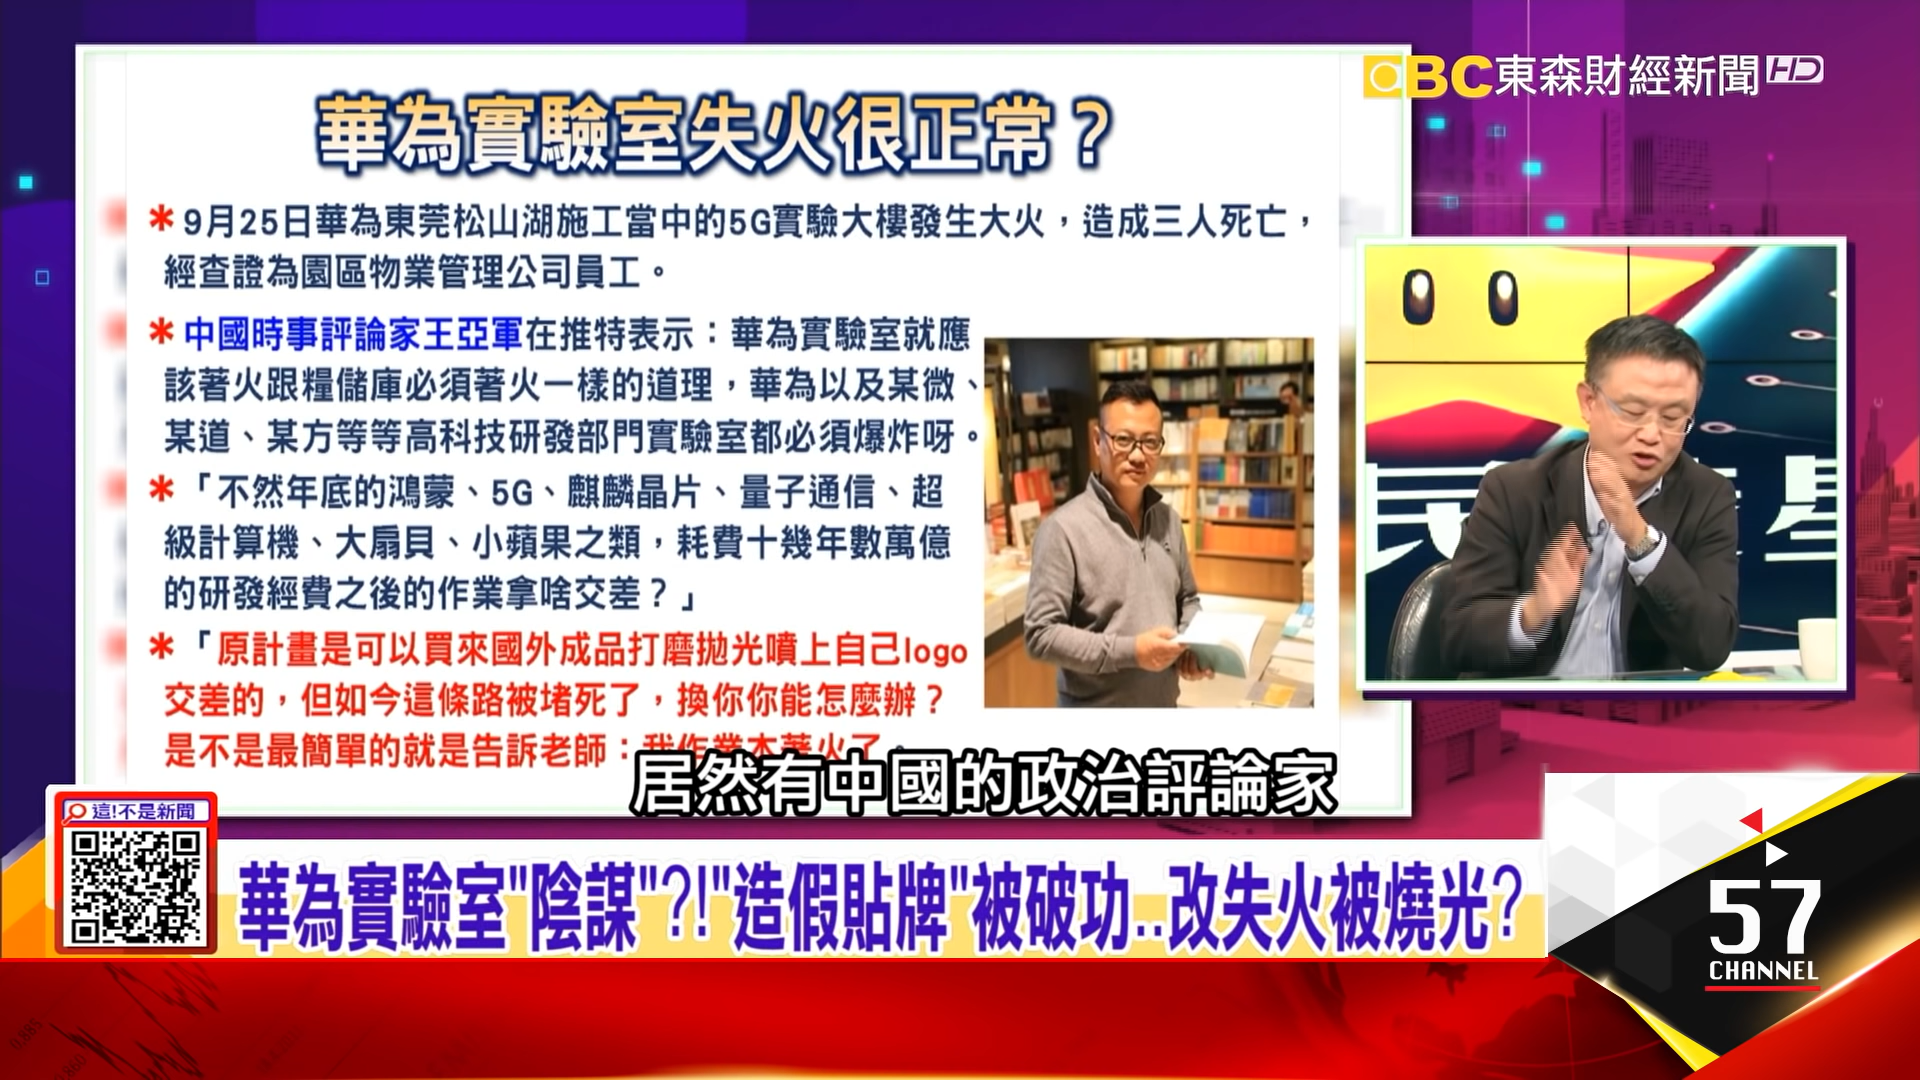 華為實驗室失火很正常？
EBC東森財經新聞HD
* 9月25日華為東莞松山湖施工當中的5G實驗大樓發生大火，造成三人死亡，
經查證為園區物業管理公司員工。
* 中國時事評論家王亞軍在推特表示：華為實驗室就應
該著火跟糧儲庫必須著火一樣的道理，華為以及某微、
某道、某方等等高科技研發部門實驗室都必須爆炸呀。
* 「不然年底的鴻蒙、5G、麒麟晶片、量子通信、超
級計算機、大扇貝、小蘋果之類，耗費十幾年數萬億
的研發經費之後的作業拿啥交差？」
* 「原計畫是可以買來國外成品打磨拋光噴上自己logo
交差的，但如今這條路被堵死了，換你你能怎麼辦？
是不是最簡單的就是告訴老師：我作業本著火了。
居然有中國的政治評論家
這!不是新聞
華為實驗室"陰謀"?!"造假貼牌"被破功..改失火被燒光?
57
CHANNEL